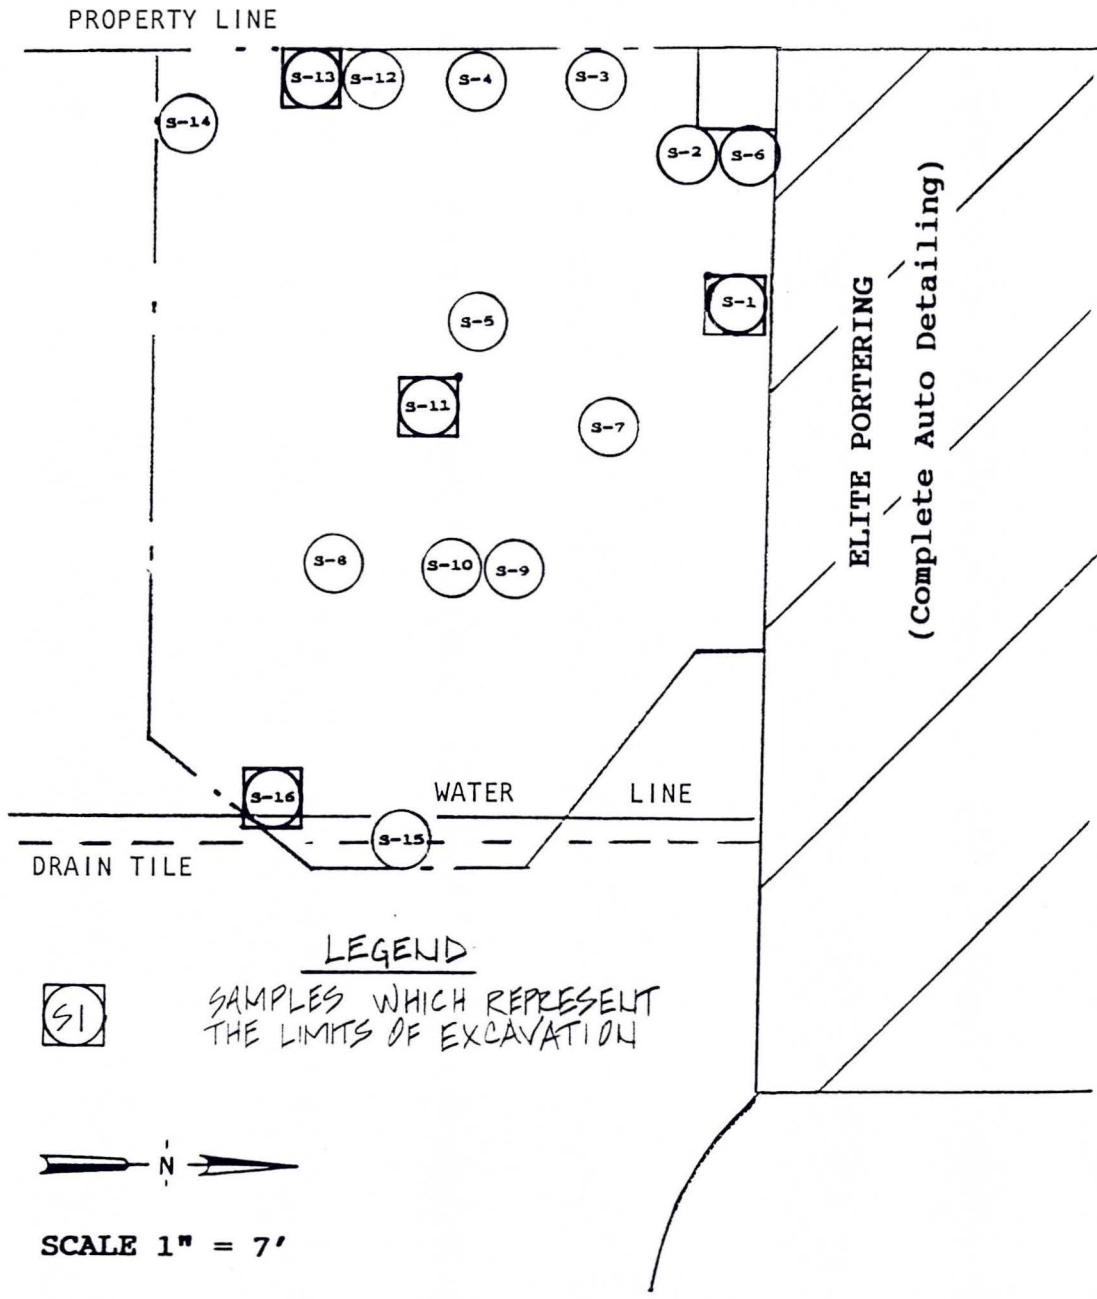 PROPERTY LINE
S-13
S-12
S-4
S-3
S-14
S-2
S-6
S-1
S-5
S-11
S-7
S-8
S-10
S-9
ELITE PORTERING
(Complete Auto Detailing)
S-16
WATER LINE
S-15
DRAIN TILE
LEGEND
S1
SAMPLES WHICH REPRESENT
THE LIMITS OF EXCAVATION
N
SCALE 1" = 7'